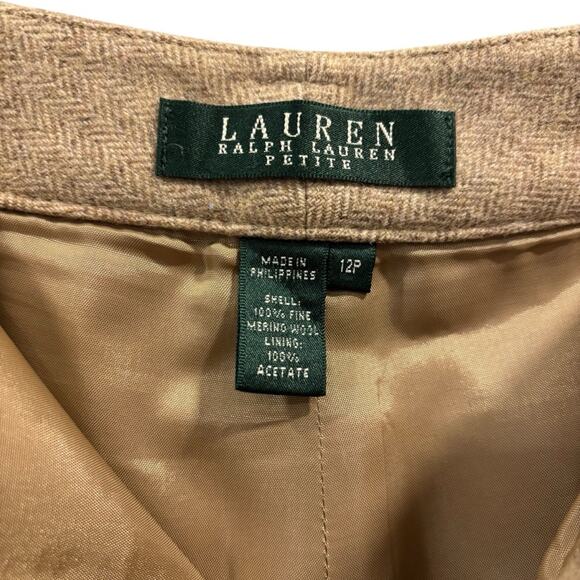 LAUREN
RALPH LAUREN
PETITE
MADE IN
PHILIPPINES
12P
SHELL:
100% FINE
MERINO WOOL
LINING:
100%
ACETATE